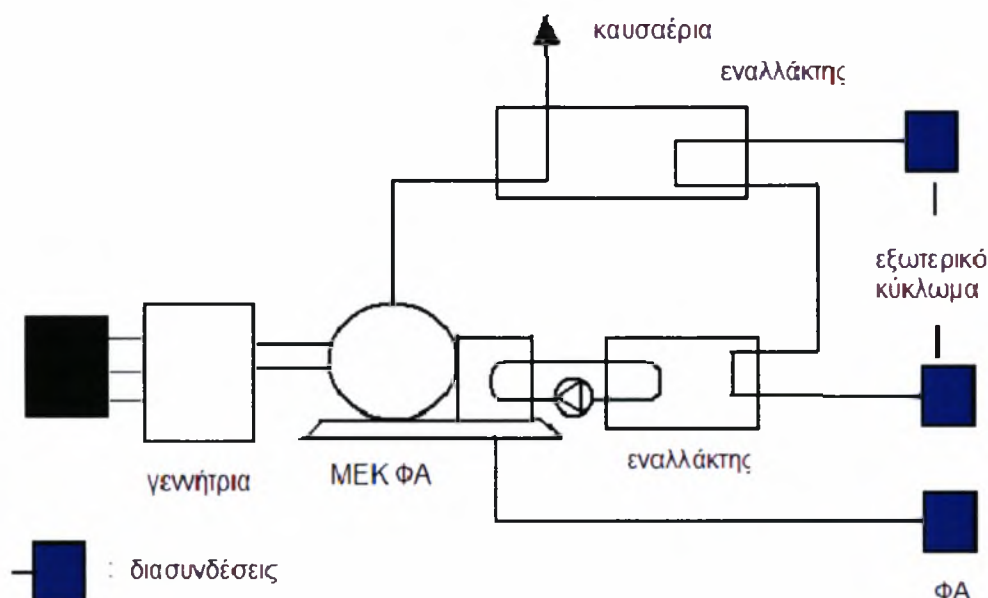 καυσαέρια
εναλλάκτης
εξωτερικό
κύκλωμα
γεννήτρια
ΜΕΚ ΦΑ
εναλλάκτης
: διασυνδέσεις
ΦΑ